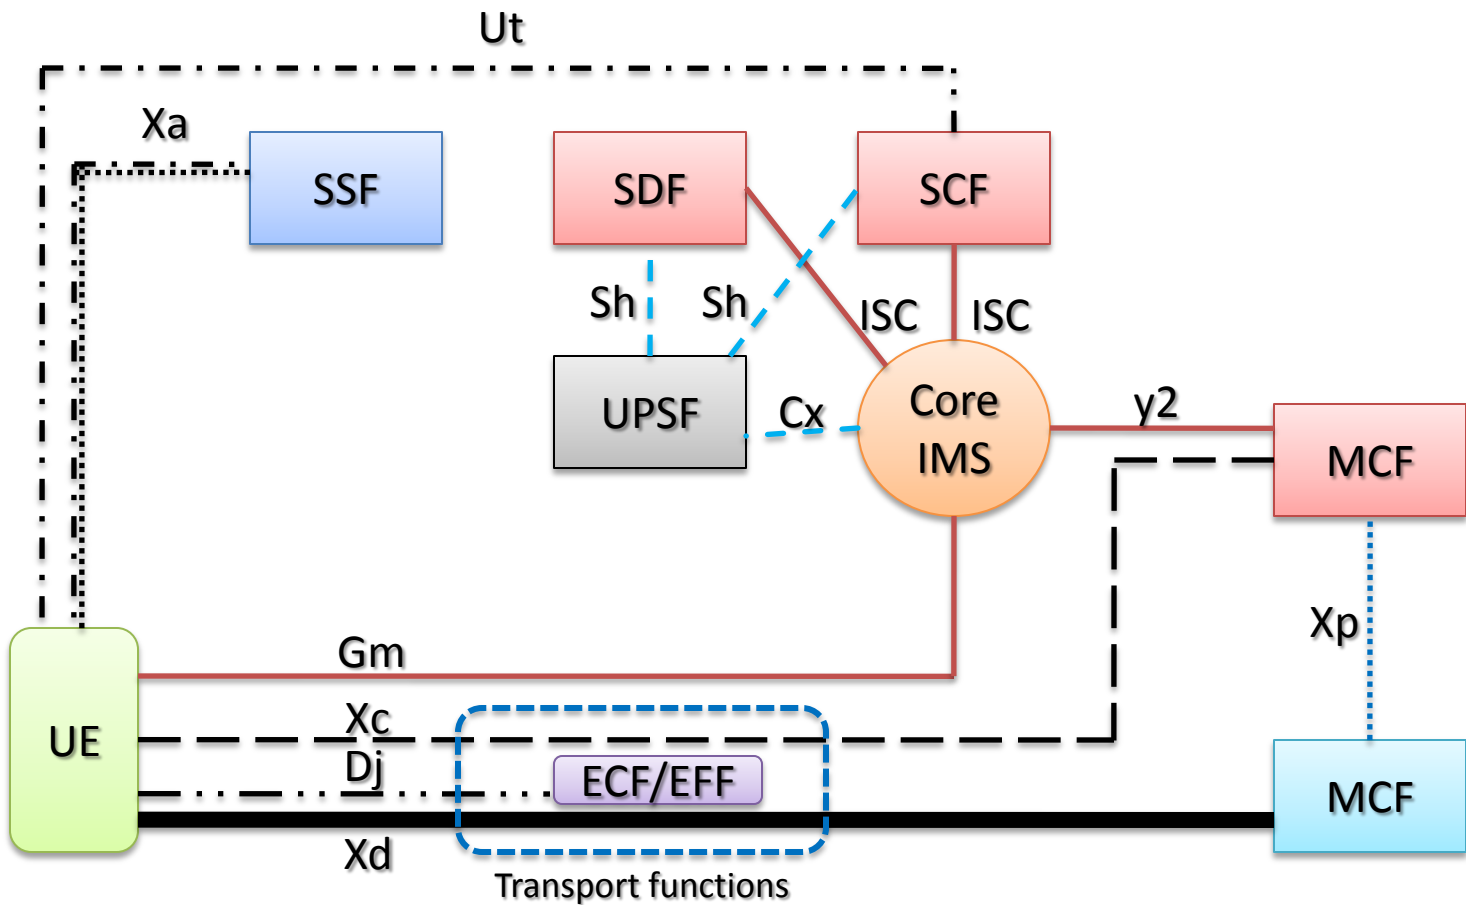 Ut
Xa
SSF
SDF
SCF
Sh
Sh
ISC
ISC
UPSF
Cx
Core
IMS
y2
MCF
Xp
Gm
Xc
UE
Dj
ECF/EFF
MCF
Xd
Transport functions